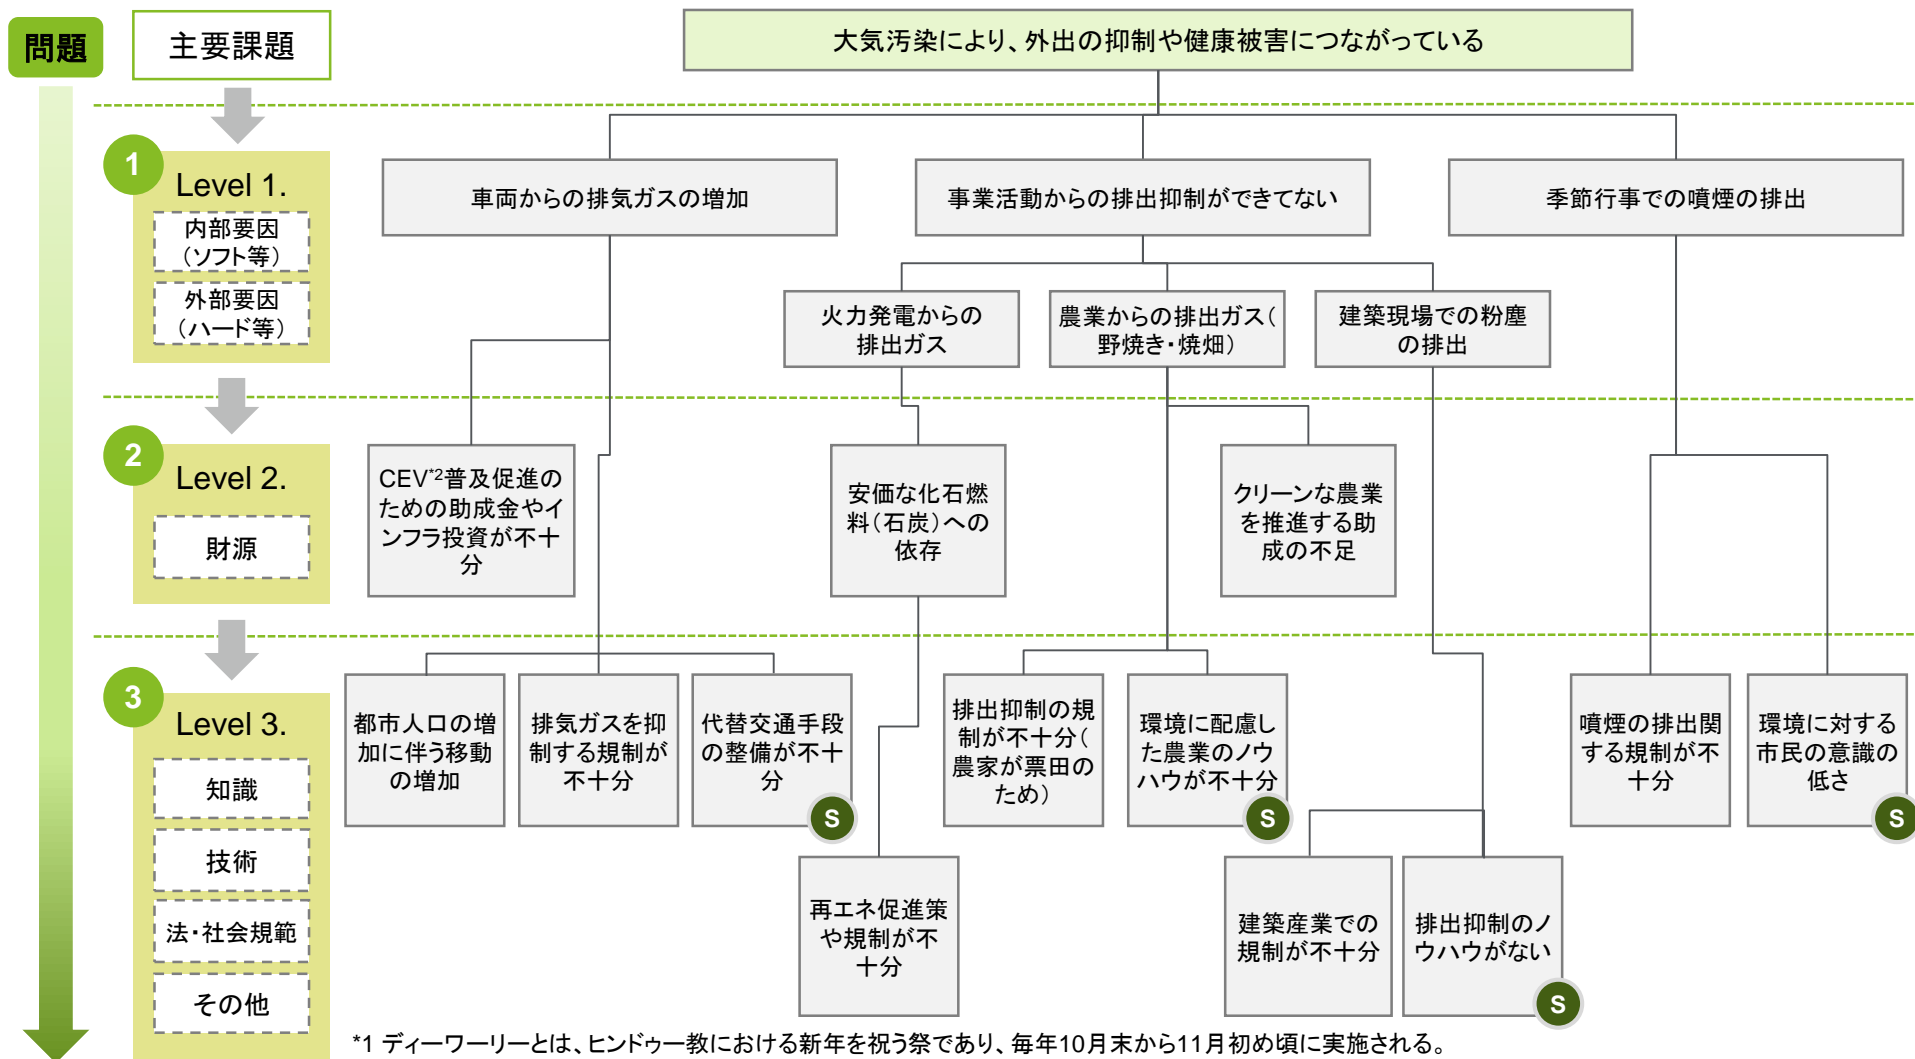 問題
主要課題
大気汚染により、外出の抑制や健康被害につながっている
1
Level 1.
内部要因
（ソフト等）
外部要因
（ハード等）
車両からの排気ガスの増加
事業活動からの排出抑制ができてない
季節行事での噴煙の排出
火力発電からの
排出ガス
農業からの排出ガス（
野焼き・焼畑）
建築現場での粉塵
の排出
2
Level 2.
財源
CEV*2普及促進の
ための助成金やイ
ンフラ投資が不十
分
安価な化石燃
料（石炭）への
依存
クリーンな農業
を推進する助
成の不足
3
Level 3.
知識
技術
法・社会規範
その他
都市人口の増
加に伴う移動
の増加
排気ガスを抑
制する規制が
不十分
代替交通手段
の整備が不十
分
S
排出抑制の規
制が不十分（
農家が票田の
ため）
環境に配慮し
た農業のノウ
ハウが不十分
S
噴煙の排出関
する規制が不
十分
環境に対する
市民の意識の
低さ
S
再エネ促進策
や規制が不
十分
建築産業での
規制が不十分
排出抑制のノ
ウハウがない
S
*1 ディーワーリーとは、ヒンドゥー教における新年を祝う祭であり、毎年10月末から11月初め頃に実施される。